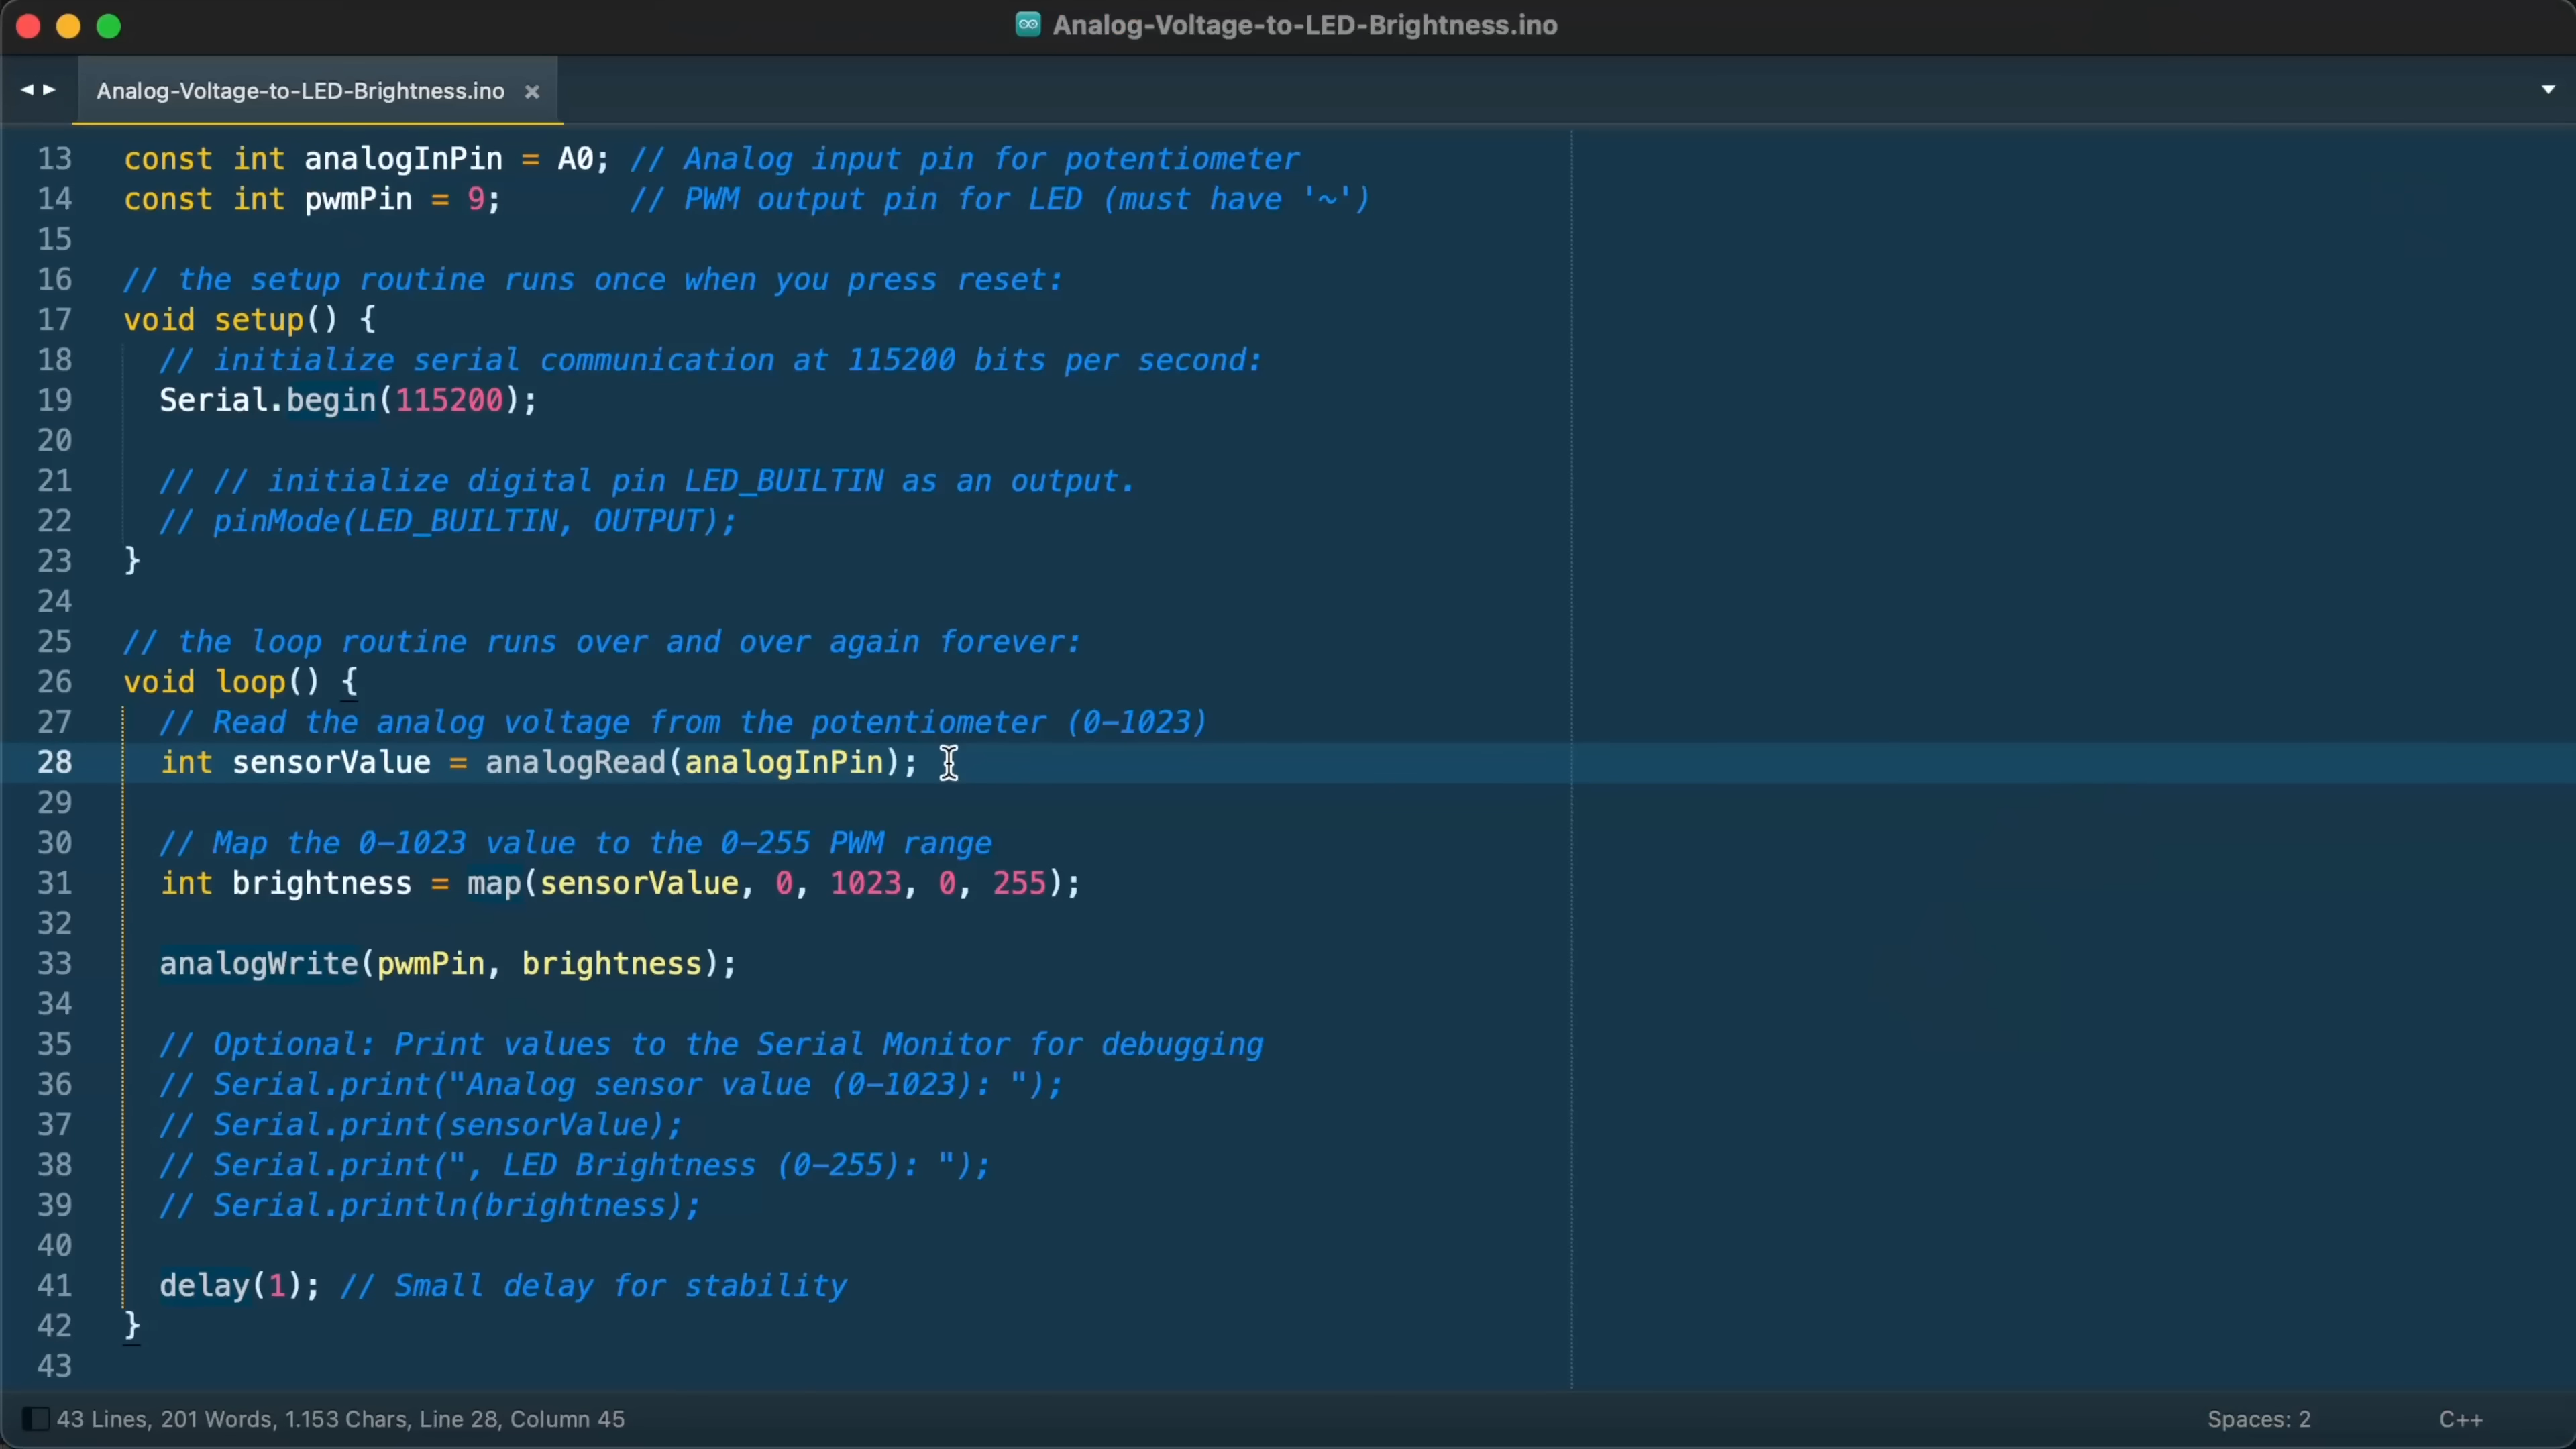 Analog-Voltage-to-LED-Brightness.ino
Analog-Voltage-to-LED-Brightness.ino ×
13 const int analogInPin = A0; // Analog input pin for potentiometer
14 const int pwmPin = 9;       // PWM output pin for LED (must have '~')
15
16 // the setup routine runs once when you press reset:
17 void setup() {
18   // initialize serial communication at 115200 bits per second:
19   Serial.begin(115200);
20
21   // // initialize digital pin LED_BUILTIN as an output.
22   // pinMode(LED_BUILTIN, OUTPUT);
23 }
24
25 // the loop routine runs over and over again forever:
26 void loop() {
27   // Read the analog voltage from the potentiometer (0-1023)
28   int sensorValue = analogRead(analogInPin);
29
30   // Map the 0-1023 value to the 0-255 PWM range
31   int brightness = map(sensorValue, 0, 1023, 0, 255);
32
33   analogWrite(pwmPin, brightness);
34
35   // Optional: Print values to the Serial Monitor for debugging
36   // Serial.print("Analog sensor value (0-1023): ");
37   // Serial.print(sensorValue);
38   // Serial.print(", LED Brightness (0-255): ");
39   // Serial.println(brightness);
40
41   delay(1); // Small delay for stability
42 }
43
43 Lines, 201 Words, 1.153 Chars, Line 28, Column 45 Spaces: 2 C++